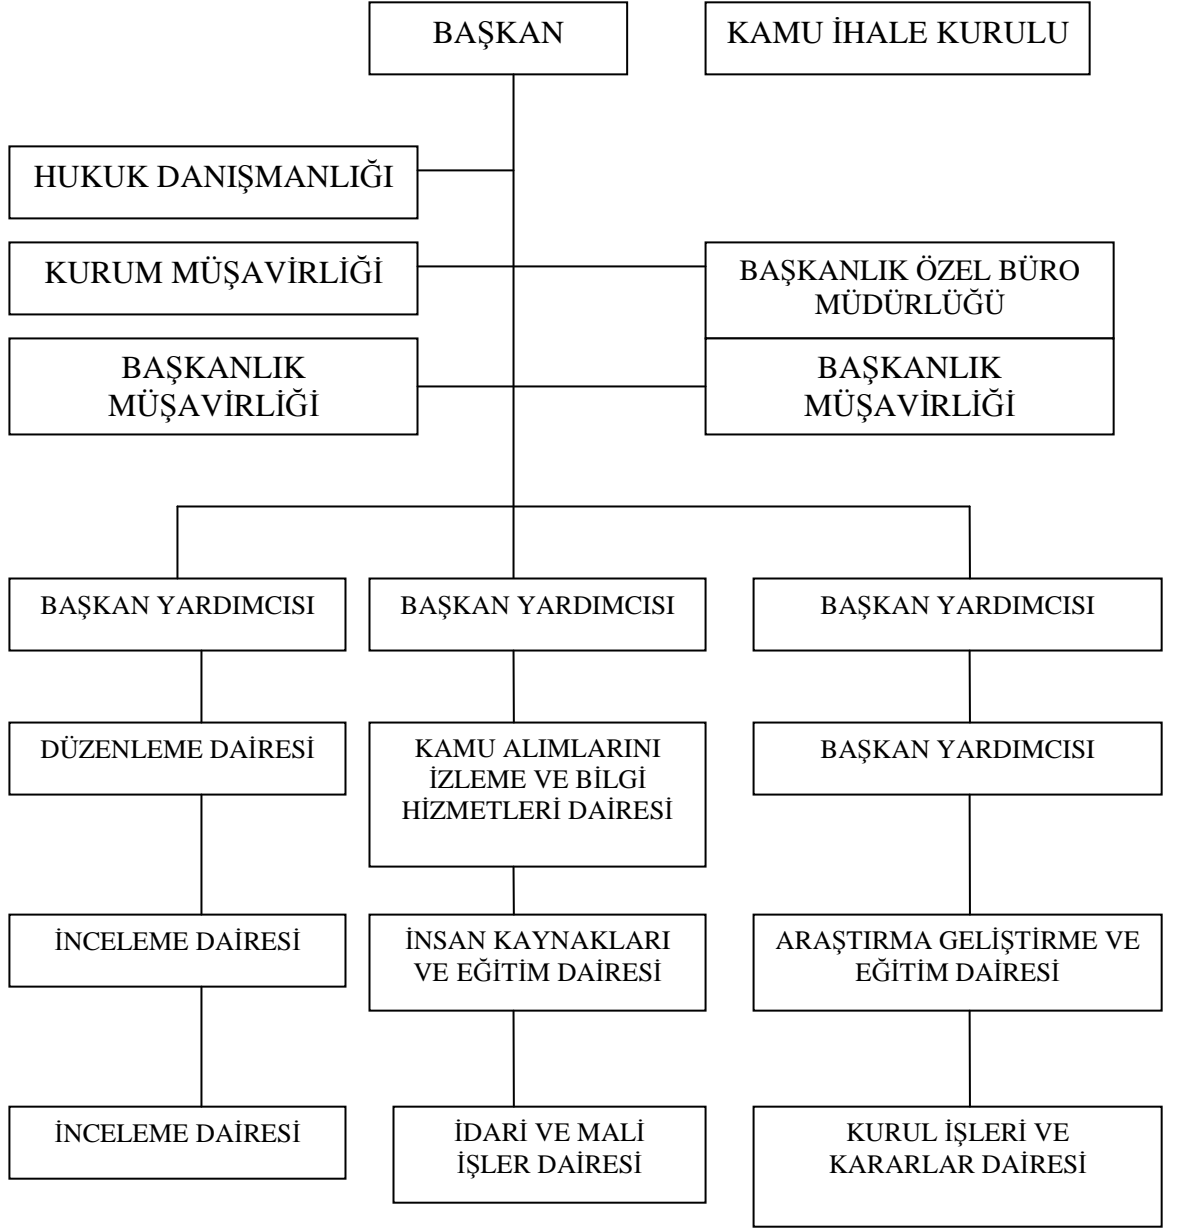 BAŞKAN
KAMU İHALE KURULU
HUKUK DANIŞMANLIĞI
KURUM MÜŞAVİRLİĞİ
BAŞKANLIK ÖZEL BÜRO
MÜDÜRLÜĞÜ
BAŞKANLIK
MÜŞAVİRLİĞİ
BAŞKANLIK
MÜŞAVİRLİĞİ
BAŞKAN YARDIMCISI
BAŞKAN YARDIMCISI
BAŞKAN YARDIMCISI
DÜZENLEME DAİRESİ
KAMU ALIMLARINI
İZLEME VE BİLGİ
HİZMETLERİ DAİRESİ
BAŞKAN YARDIMCISI
İNCELEME DAİRESİ
İNSAN KAYNAKLARI
VE EĞİTİM DAİRESİ
ARAŞTIRMA GELİŞTİRME VE
EĞİTİM DAİRESİ
İNCELEME DAİRESİ
İDARİ VE MALİ
İŞLER DAİRESİ
KURUL İŞLERİ VE
KARARLAR DAİRESİ